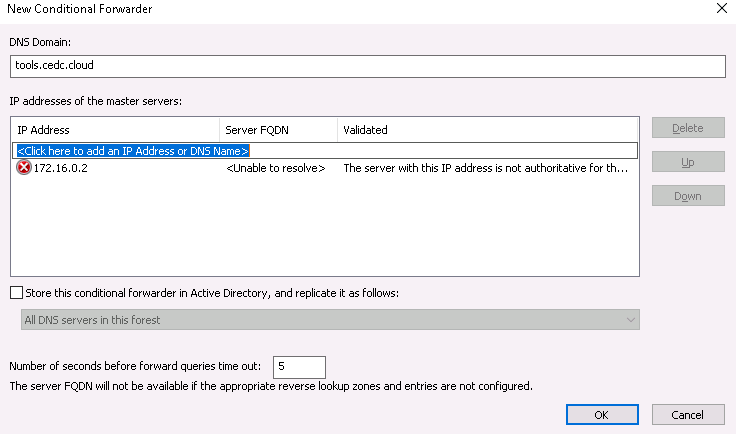 New Conditional Forwarder
DNS Domain:
tools.cedc.cloud
IP addresses of the master servers:
IP Address Server FQDN Validated
<Click here to add an IP Address or DNS Name>
172.16.0.2 <Unable to resolve> The server with this IP address is not authoritative for th...
Delete
Up
Down
Store this conditional forwarder in Active Directory, and replicate it as follows:
All DNS servers in this forest
Number of seconds before forward queries time out: 5
The server FQDN will not be available if the appropriate reverse lookup zones and entries are not configured.
OK Cancel